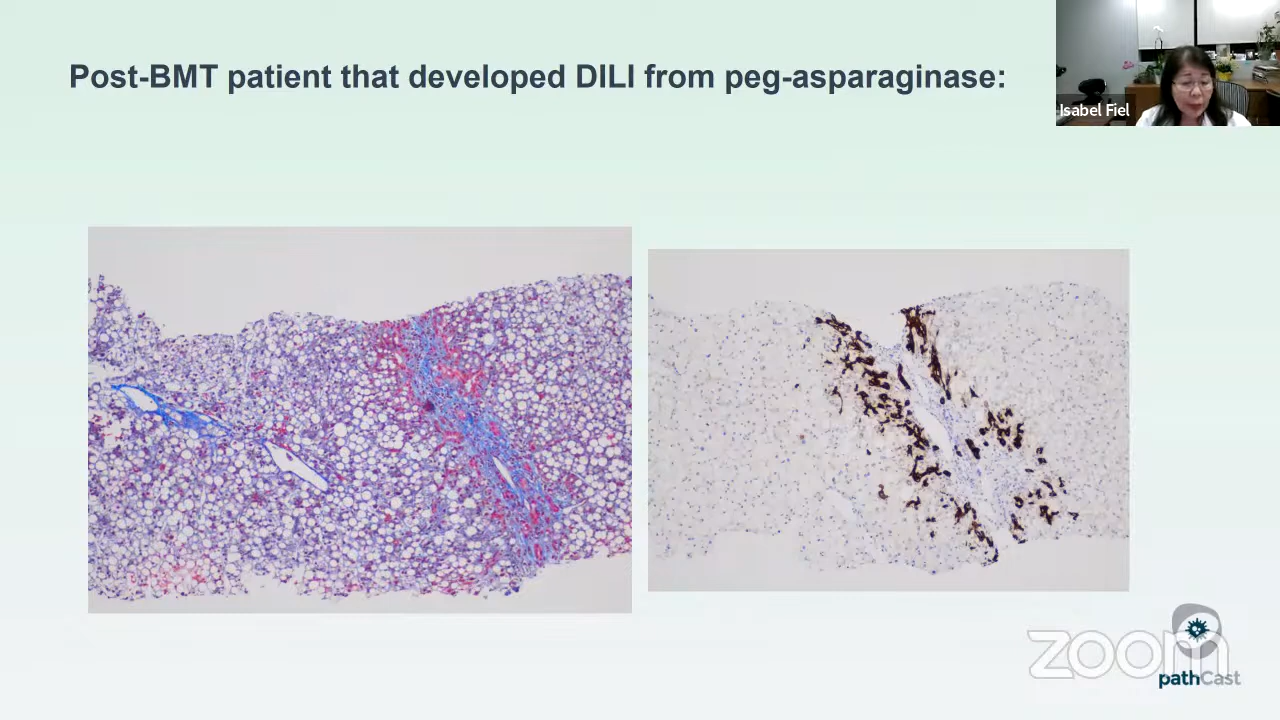 Post-BMT patient that developed DILI from peg-asparaginase:
Isabel Fiel
zoom
pathCast